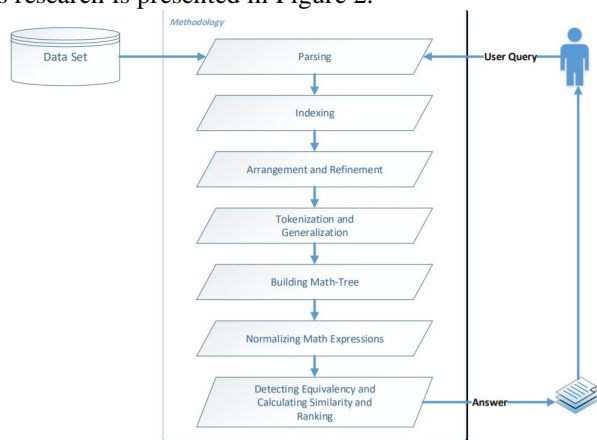 s research is presented in Figure 2.
Methodology
Data Set
Parsing
User Query
Indexing
Arrangement and Refinement
Tokenization and
Generalization
Building Math-Tree
Normalizing Math Expressions
Detecting Equivalency and
Calculating Similarity and
Ranking
Answer